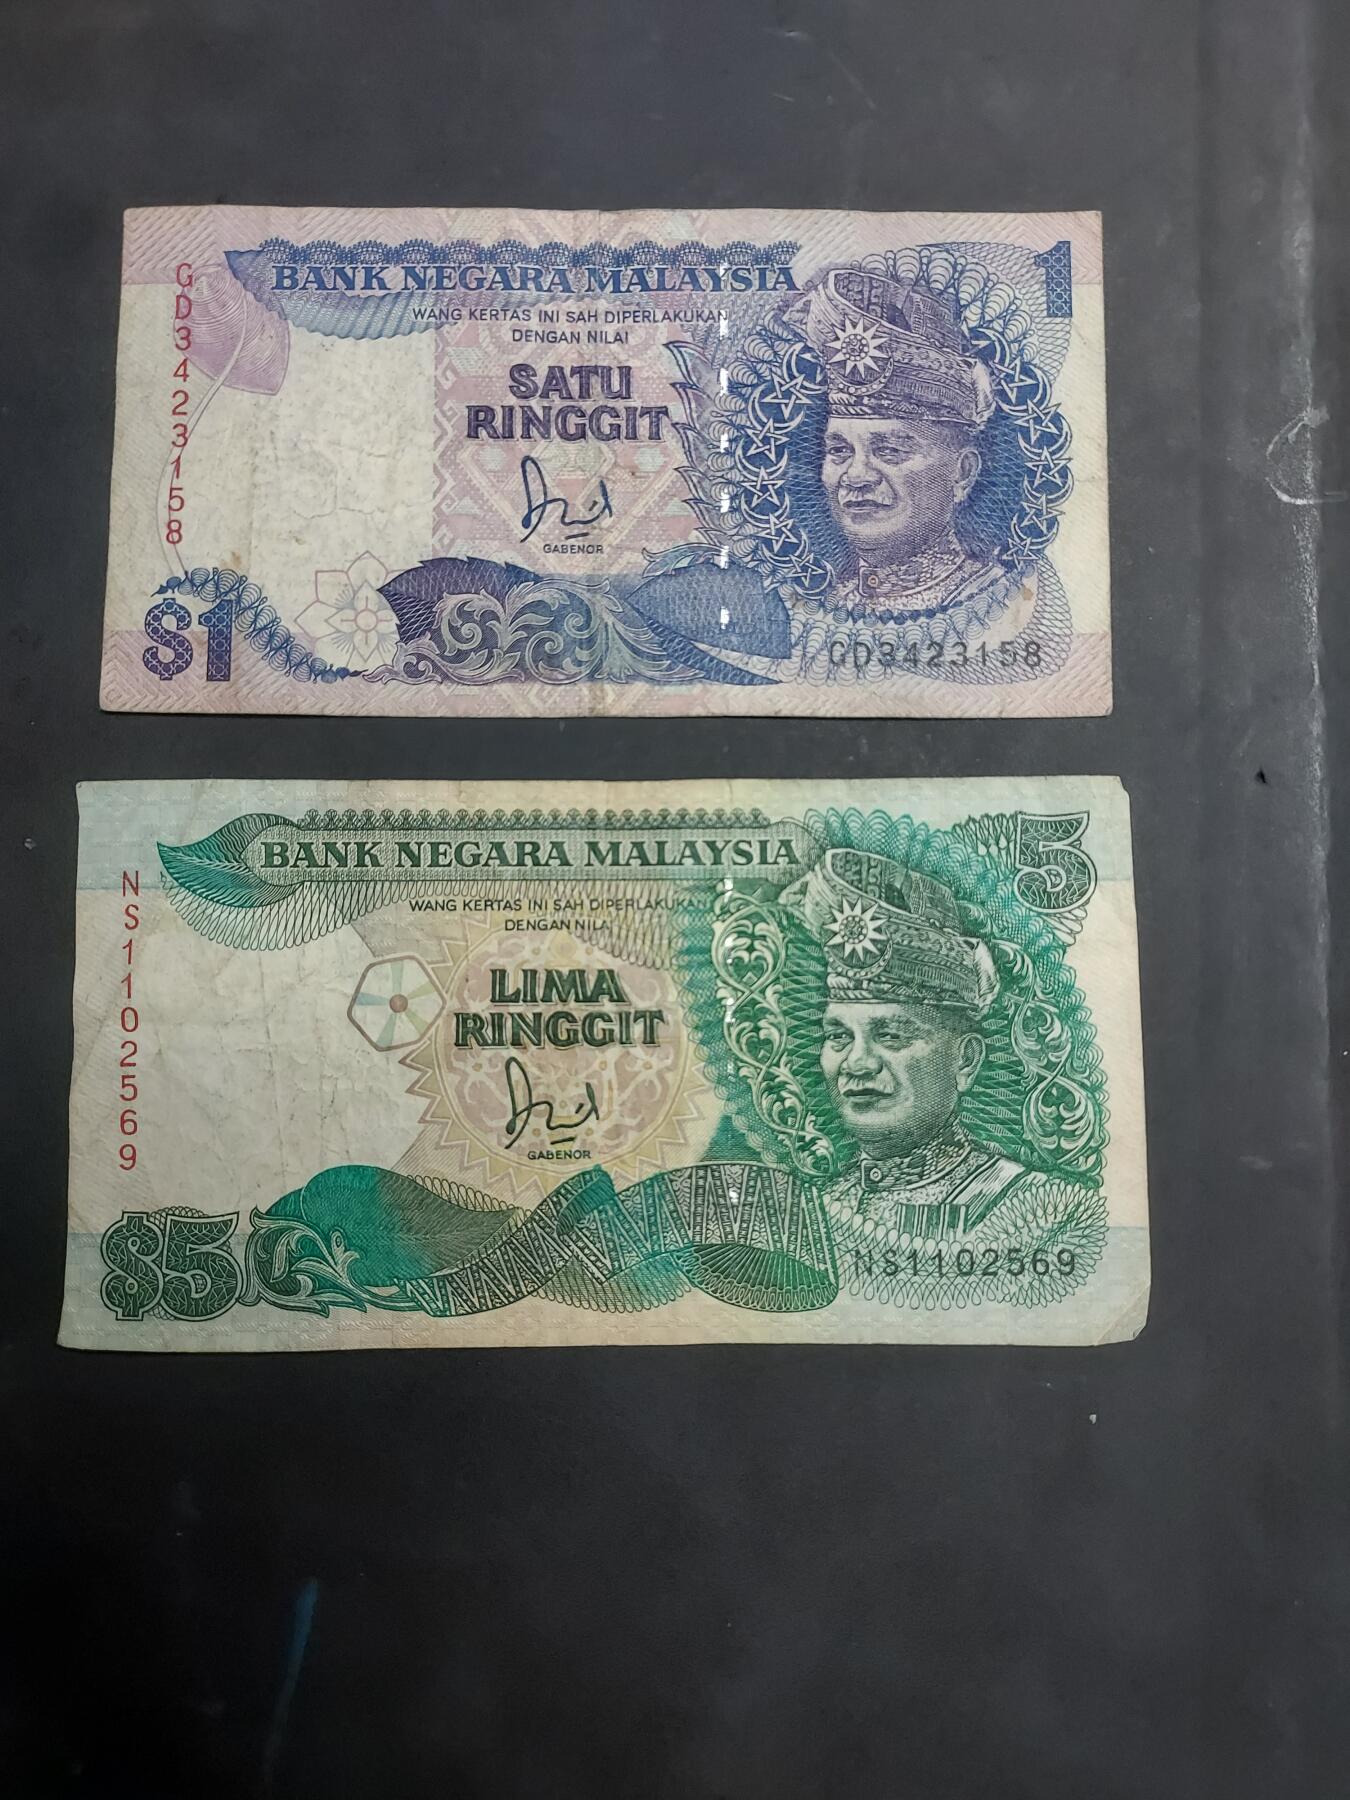 BANK NEGARA MALAYSIA
1
WANG KERTAS INI SAH DIPERLAKUKAN
DENGAN NILAI
SATU
RINGGIT
GABENOR
GD3423158
$1
GD3423158
BANK NEGARA MALAYSIA
5
WANG KERTAS INI SAH DIPERLAKUKAN
DENGAN NILAI
LIMA
RINGGIT
GABENOR
NS1102569
$5
NS1102569